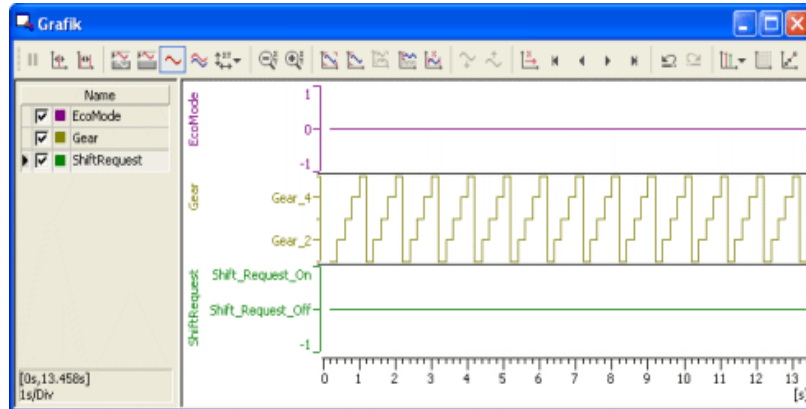 Grafik
Name
EcoMode
Gear
ShiftRequest
[0s,13.458s]
1s/Div
EcoMode
1
0
-1
Gear
Gear_4
Gear_2
ShiftRequest
Shift_Request_On
Shift_Request_Off
-1
0 1 2 3 4 5 6 7 8 9 10 11 12 13
[s]